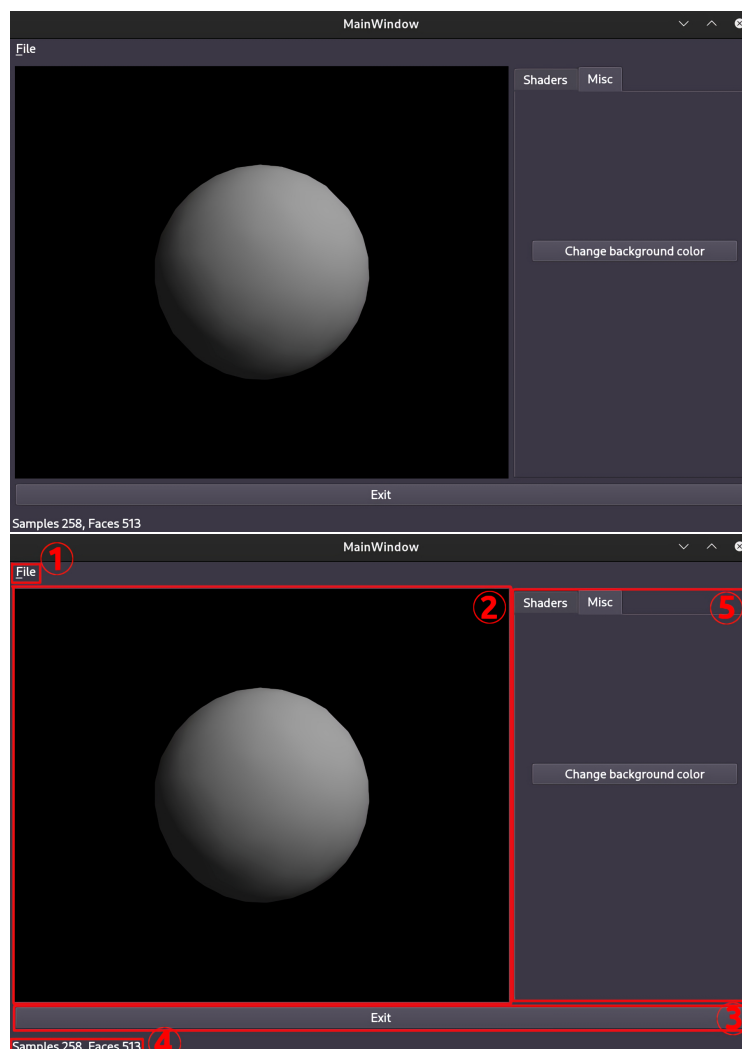 MainWindow
File
Shaders Misc
Change background color
Exit
Samples 258, Faces 513
MainWindow
①
File
② Shaders Misc ⑤
Change background color
Exit ③
Samples 258, Faces 513 ④